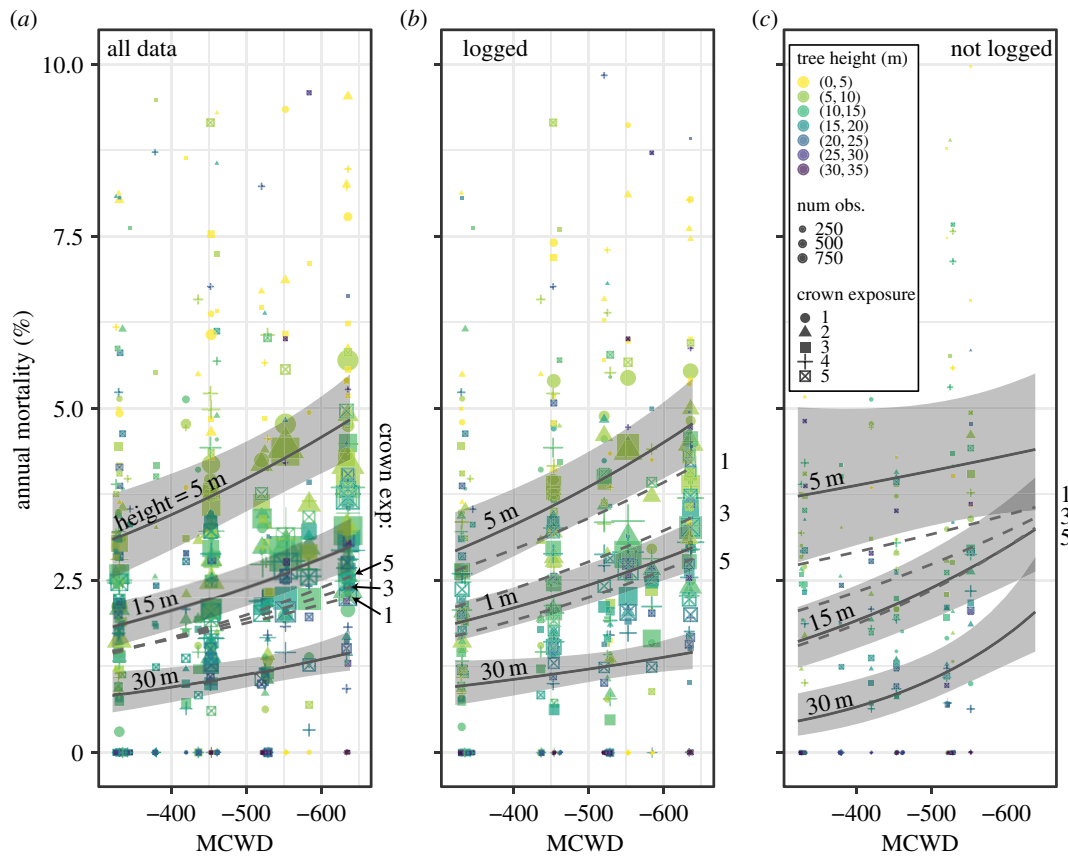 (a)
(b)
(c)
all data
logged
not logged
annual mortality (%)
10.0
7.5
5.0
2.5
0
height = 5 m
15 m
30 m
crown exp.
5
3
1
−400
−500
−600
MCWD
5 m
1 m
30 m
1
3
5
−400
−500
−600
MCWD
tree height (m)
(0, 5)
(5, 10)
(10,15)
(15, 20)
(20, 25)
(25, 30)
(30, 35)
num obs.
250
500
750
crown exposure
1
2
3
4
5
5 m
15 m
30 m
1
3
5
−400
−500
−600
MCWD